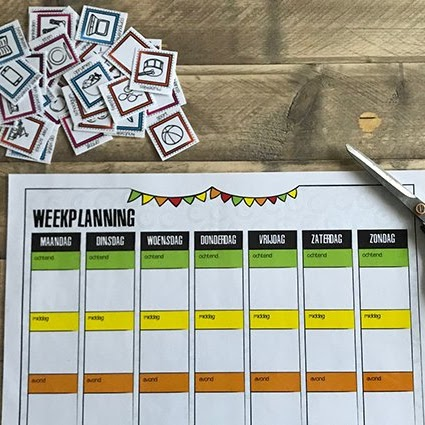 WEEKPLANNING
MAANDAG DINSDAG WOENSDAG DONDERDAG VRIJDAG ZATERDAG ZONDAG
ochtend ochtend ochtend ochtend ochtend ochtend ochtend
middag middag middag middag middag middag middag
avond avond avond avond avond avond avond